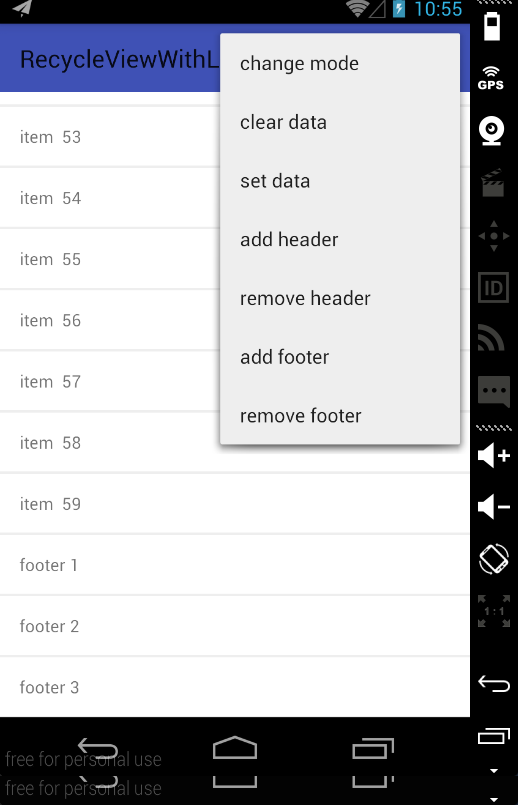 10:55
RecycleViewWithL
change mode
clear data
set data
add header
remove header
add footer
remove footer
item 53
item 54
item 55
item 56
item 57
item 58
item 59
footer 1
footer 2
footer 3
free for personal use
free for personal use
GPS
ID
1:1